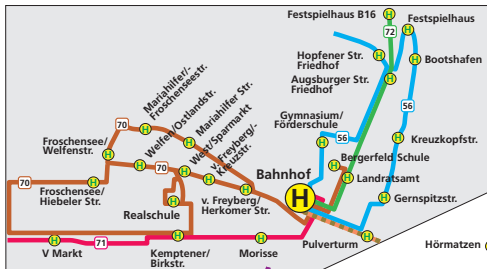 Festspielhaus B16
H
72
Festspielhaus
Hopfener Str.
Friedhof
Bootshafen
Augsburger Str.
Friedhof
Mariahilfer/-
Froschenseestr.
Welfen/Ostlandstr.
Mariahilfer Str.
West/Sparmarkt
v. Freyberg/-
Kreuzstr.
Gymnasium/
Förderschule
56
56
70
Froschensee/
Welfenstr.
Kreuzkopfstr.
Bergerfeld Schule
Bahnhof
H
Landratsamt
70
70
Froschensee/
Hiebeler Str.
v. Freyberg/
Herkomer Str.
Gernspitzstr.
Realschule
V Markt
71
Kemptener/
Birkstr.
Morisse
Pulverturm
Hörmatzen